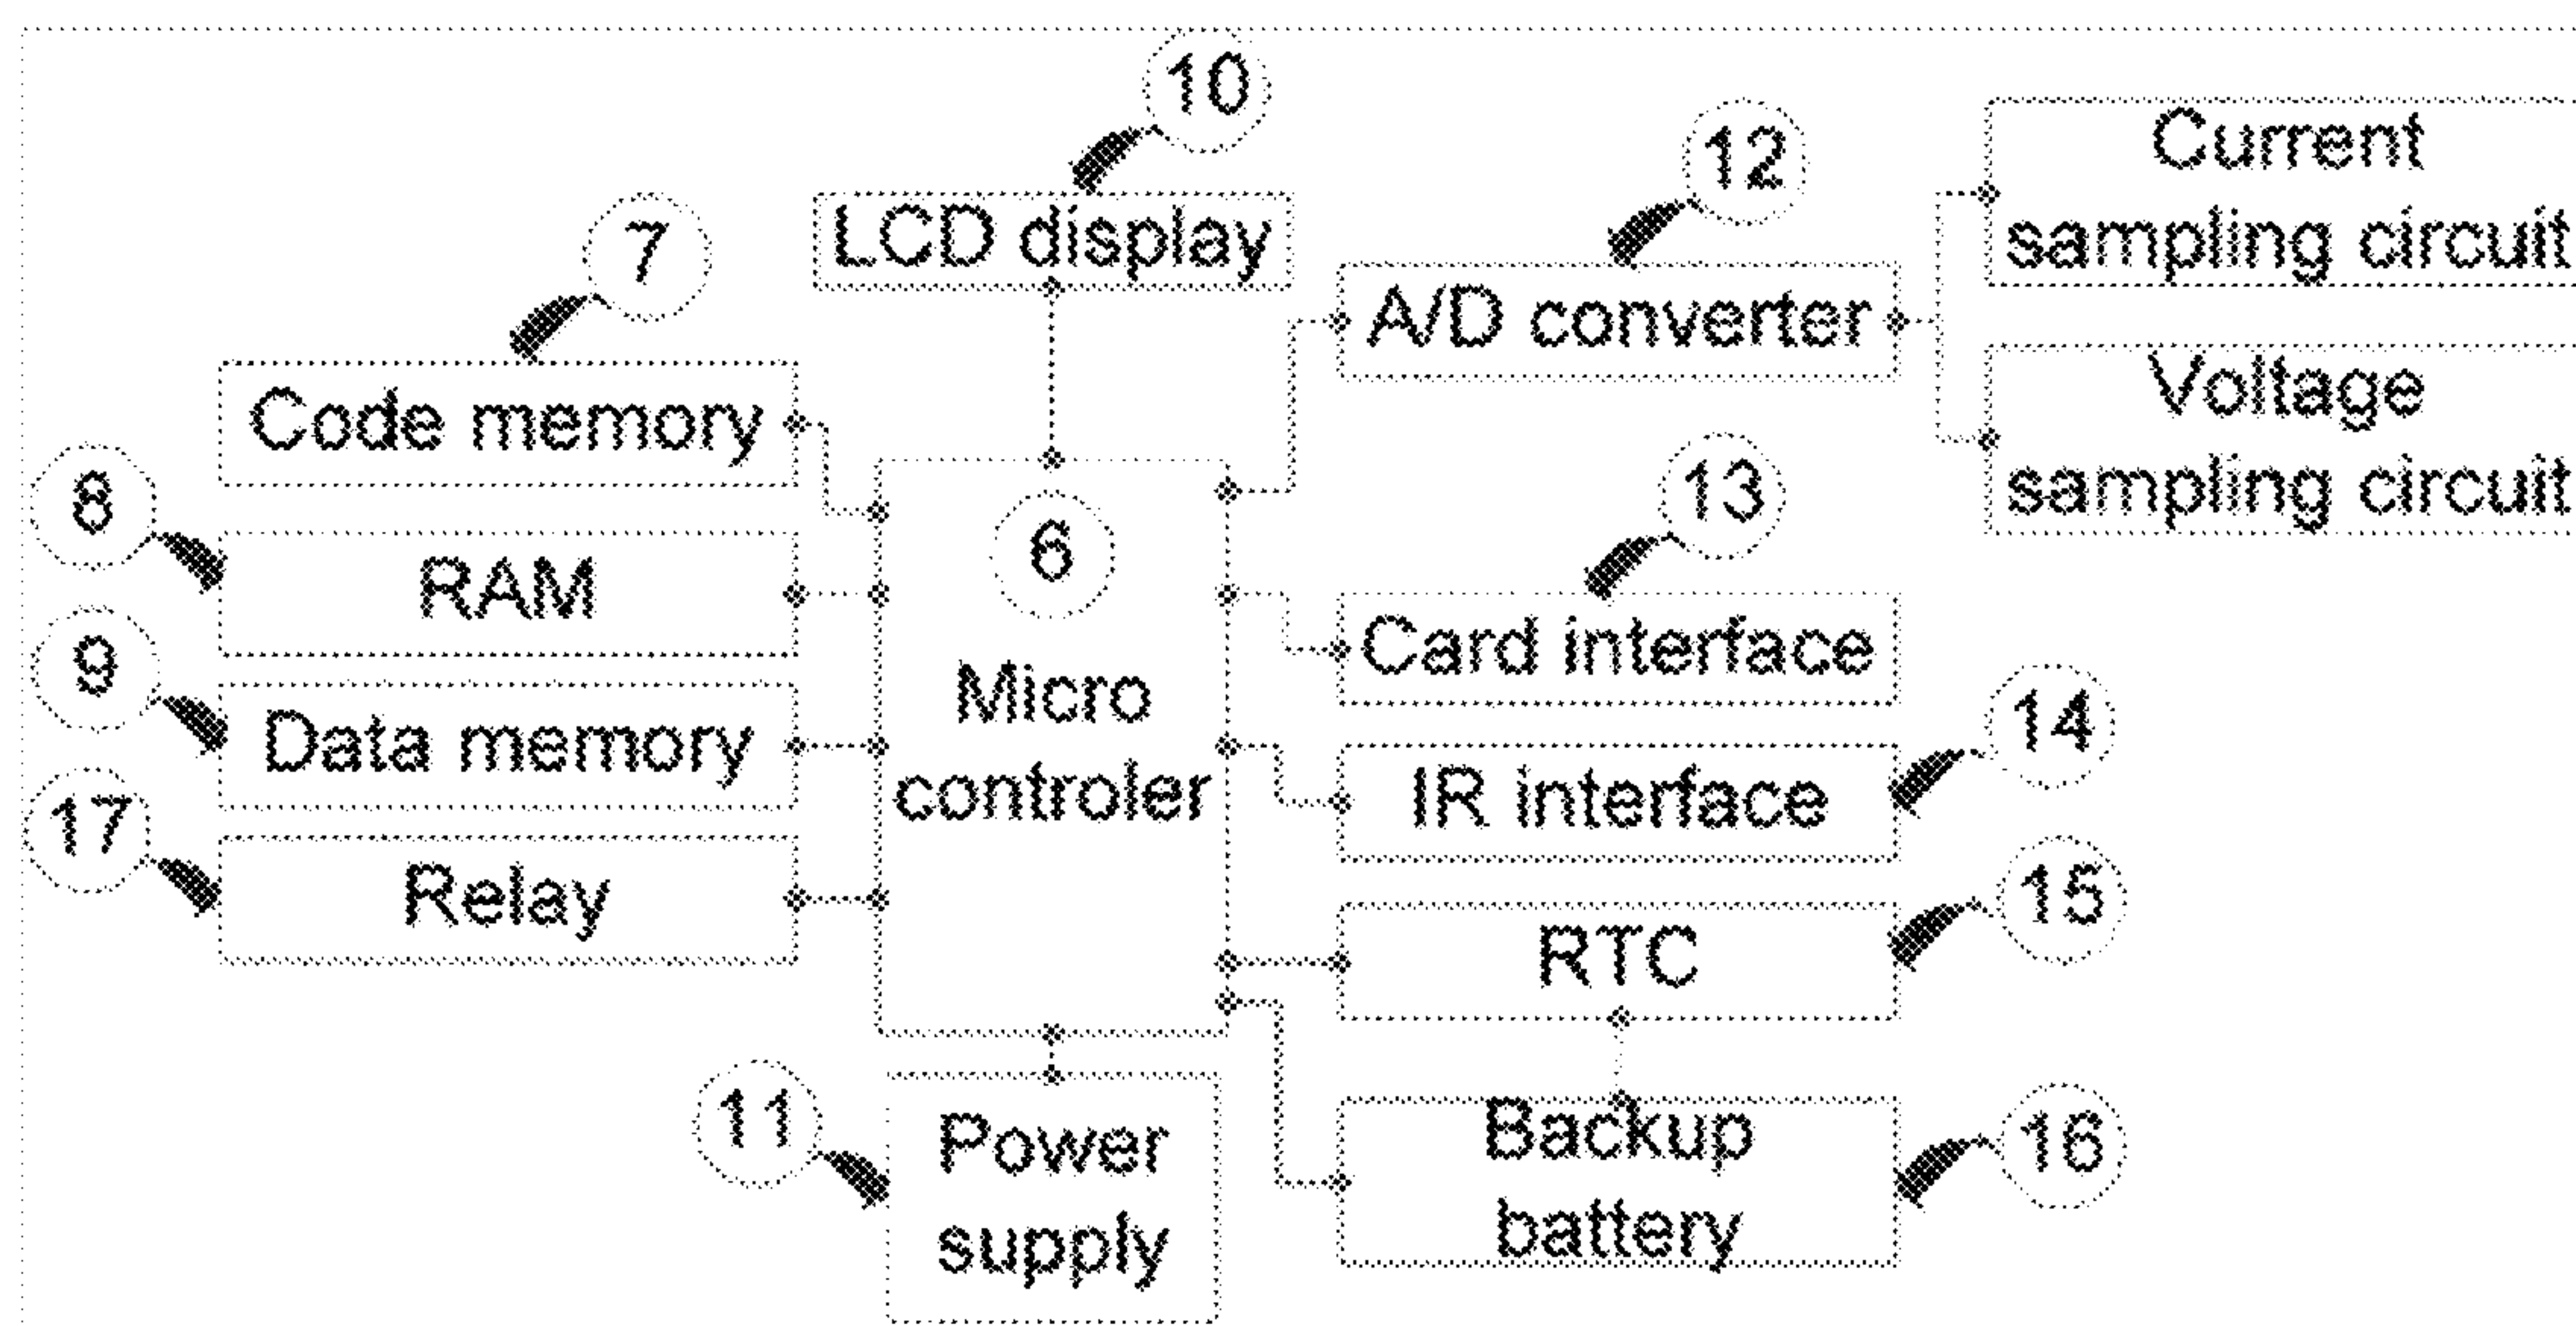 10
LCD display
12
A/D converter
Current
sampling circuit
Voltage
sampling circuit
7
Code memory
8
RAM
9
Data memory
17
Relay
6
Micro
controler
13
Card interface
14
IR interface
15
RTC
16
Backup
battery
11
Power
supply